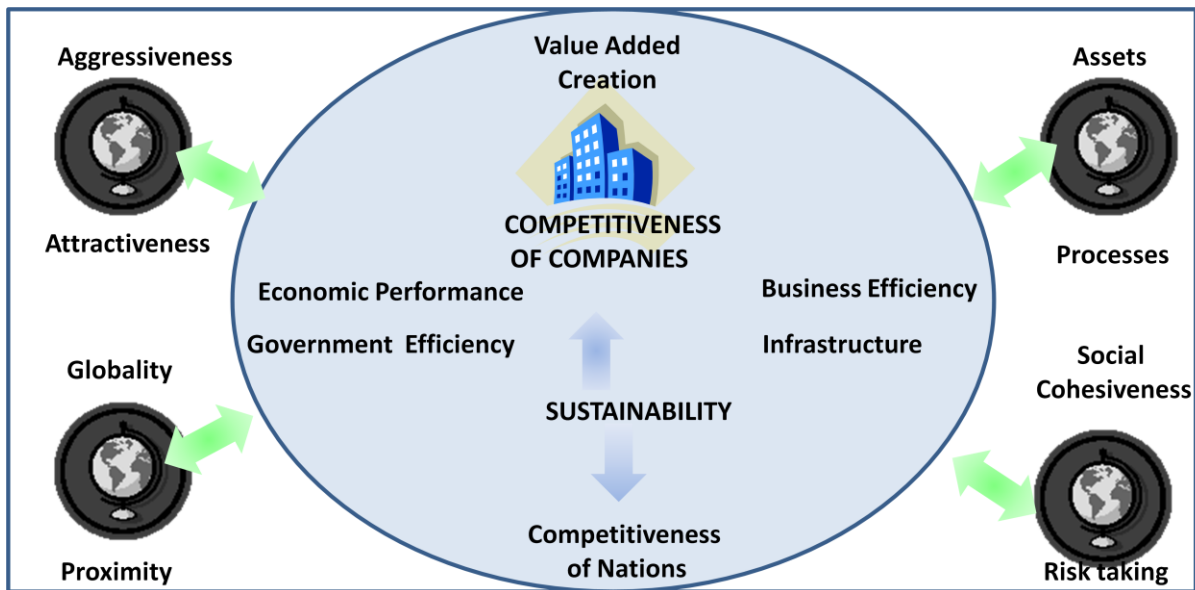 Aggressiveness
Attractiveness
Value Added
Creation
Assets
Processes
COMPETITIVENESS
OF COMPANIES
Economic Performance
Government Efficiency
Business Efficiency
Infrastructure
SUSTAINABILITY
Globality
Proximity
Social
Cohesiveness
Risk taking
Competitiveness
of Nations